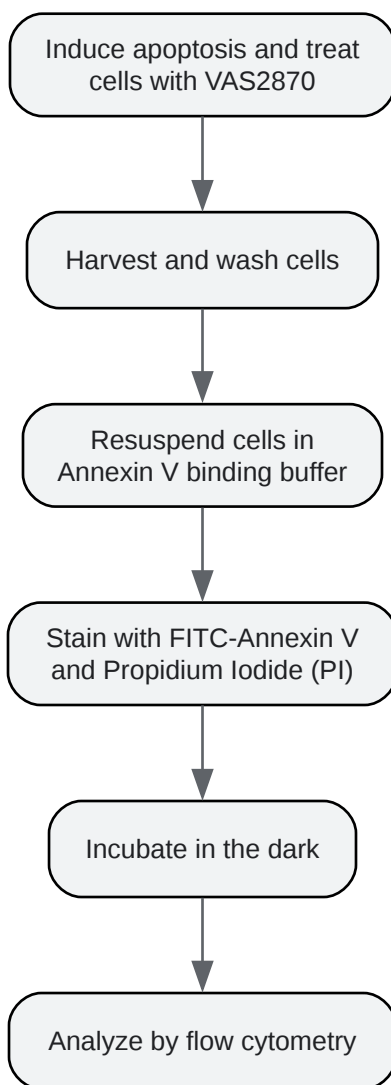 Induce apoptosis and treat
cells with VAS2870
Harvest and wash cells
Resuspend cells in
Annexin V binding buffer
Stain with FITC-Annexin V
and Propidium Iodide (PI)
Incubate in the dark
Analyze by flow cytometry